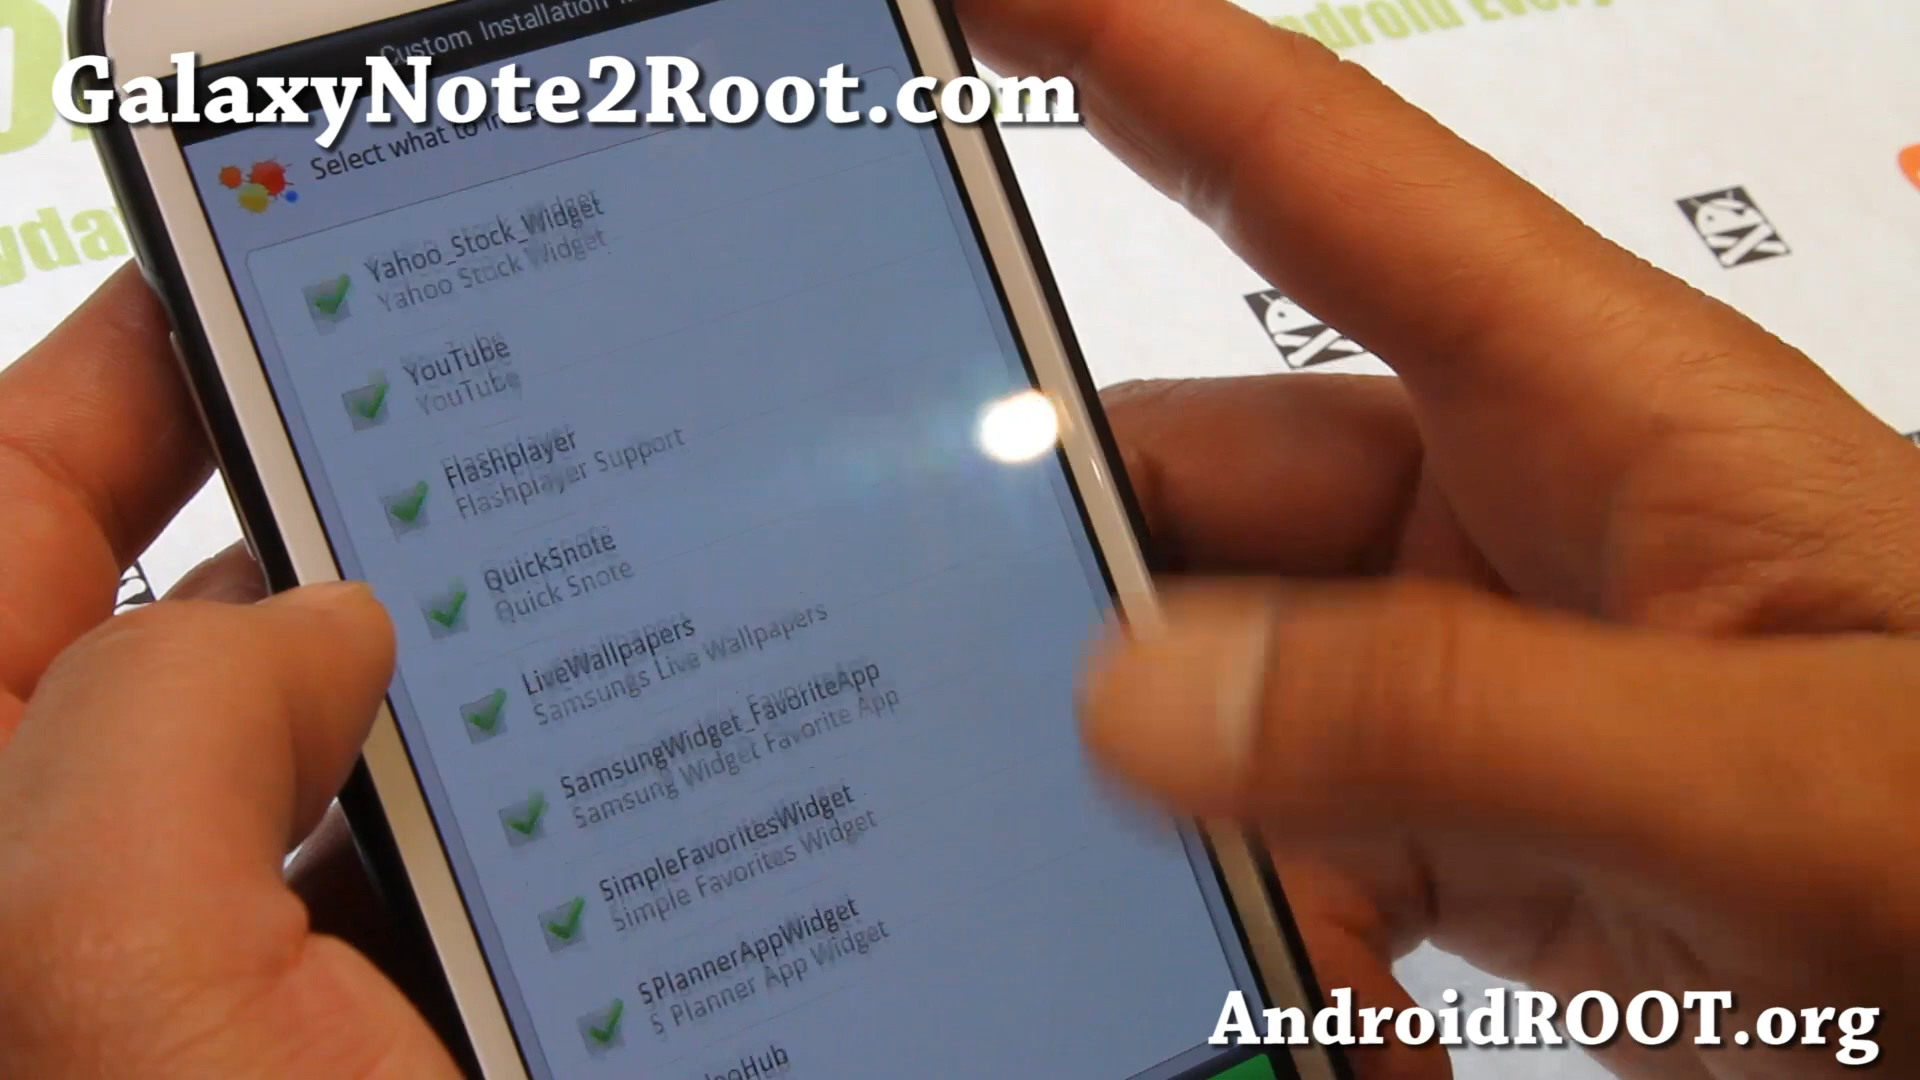 Custom Installation
GalaxyNote2Root.com
Select what to
Yahoo_Stock_Widget
Yahoo Stock Widget
YouTube
YouTube
Flashplayer
Flashplayer Support
QuickSnote
Quick Snote
LiveWallpapers
Samsungs Live Wallpapers
SamsungWidget_FavoriteApp
Samsung Widget Favorite App
SimpleFavoritesWidget
Simple Favorites Widget
SPlannerAppWidget
S Planner App Widget
AndroidROOT.org